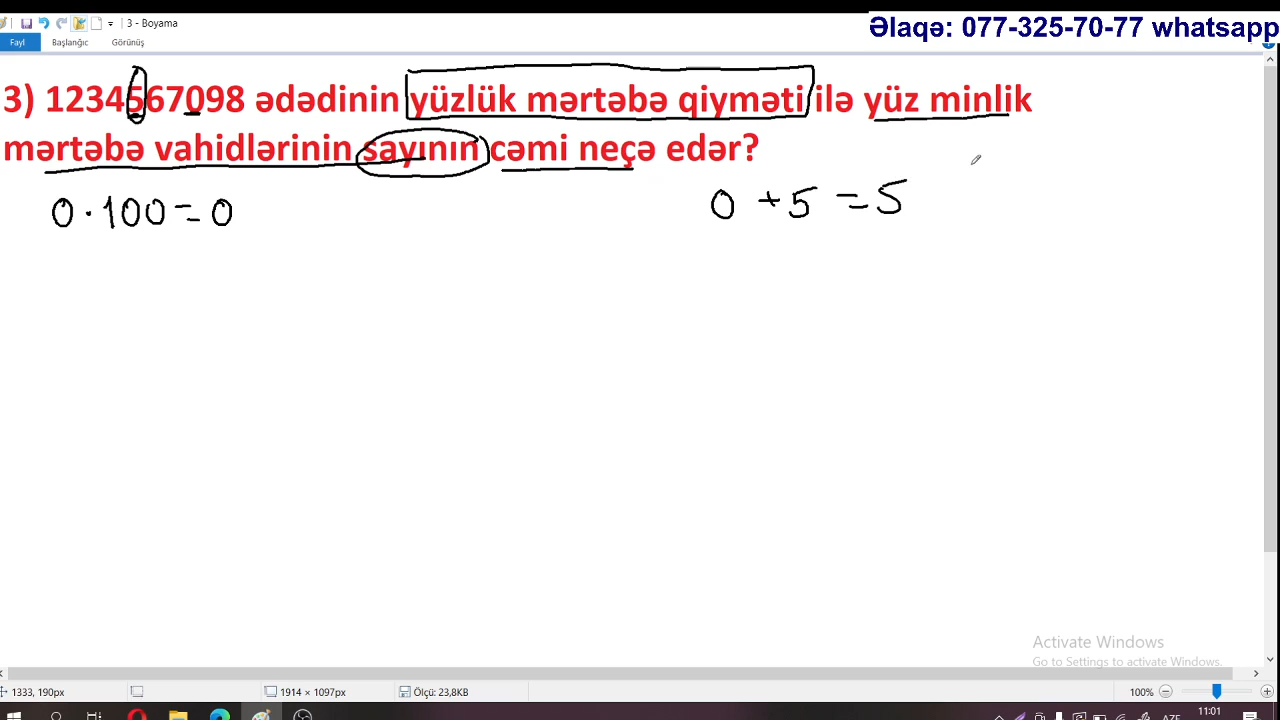 3 - Boyama
Əlaqə: 077-325-70-77 whatsapp
Fayl Başlanğıc Görünüş
3) 1234567098 ədədinin yüzlük mərtəbə qiyməti ilə yüz minlik
mərtəbə vahidlərinin sayının cəmi neçə edər?
0 · 100 = 0
0 + 5 = 5
Activate Windows
Go to Settings to activate Windows.
1333, 190px 1914 × 1097px Ölçü: 23,8KB 100%
AZE 11:01